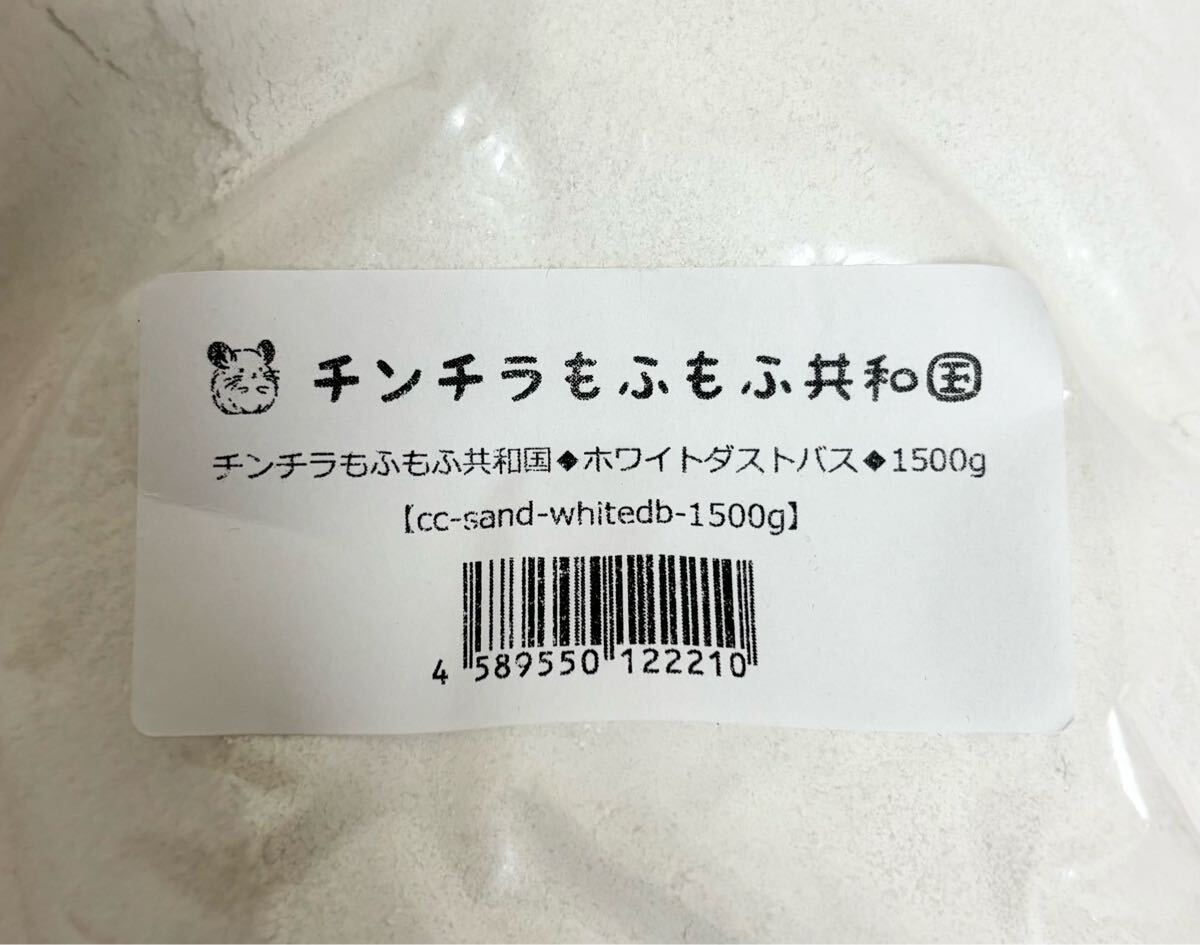 チンチラもふもふ共和国
チンチラもふもふ共和国◆ホワイトダストバス◆1500g
【cc-sand-whitedb-1500g】
4 589550 122210